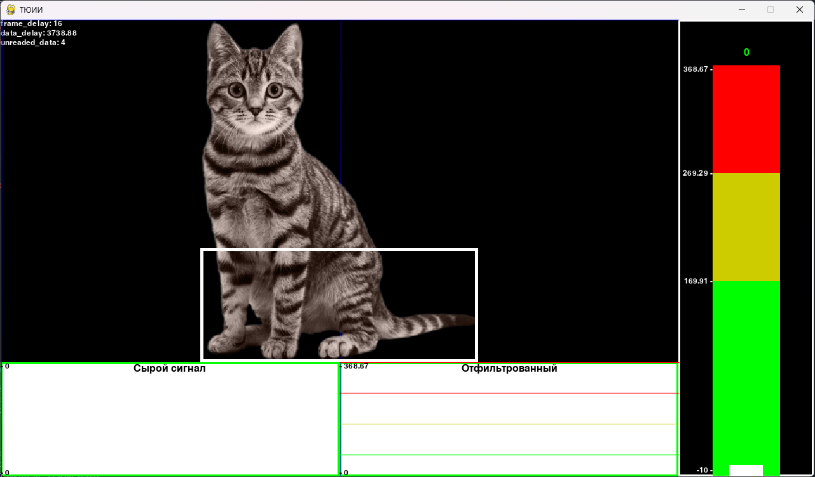 ТЮИИ
frame_delay: 16
data_delay: 3738.88
unreaded_data: 4
0
368.67
269.29
169.91
-10
0
Сырой сигнал
0
368.67
Отфильтрованный
0